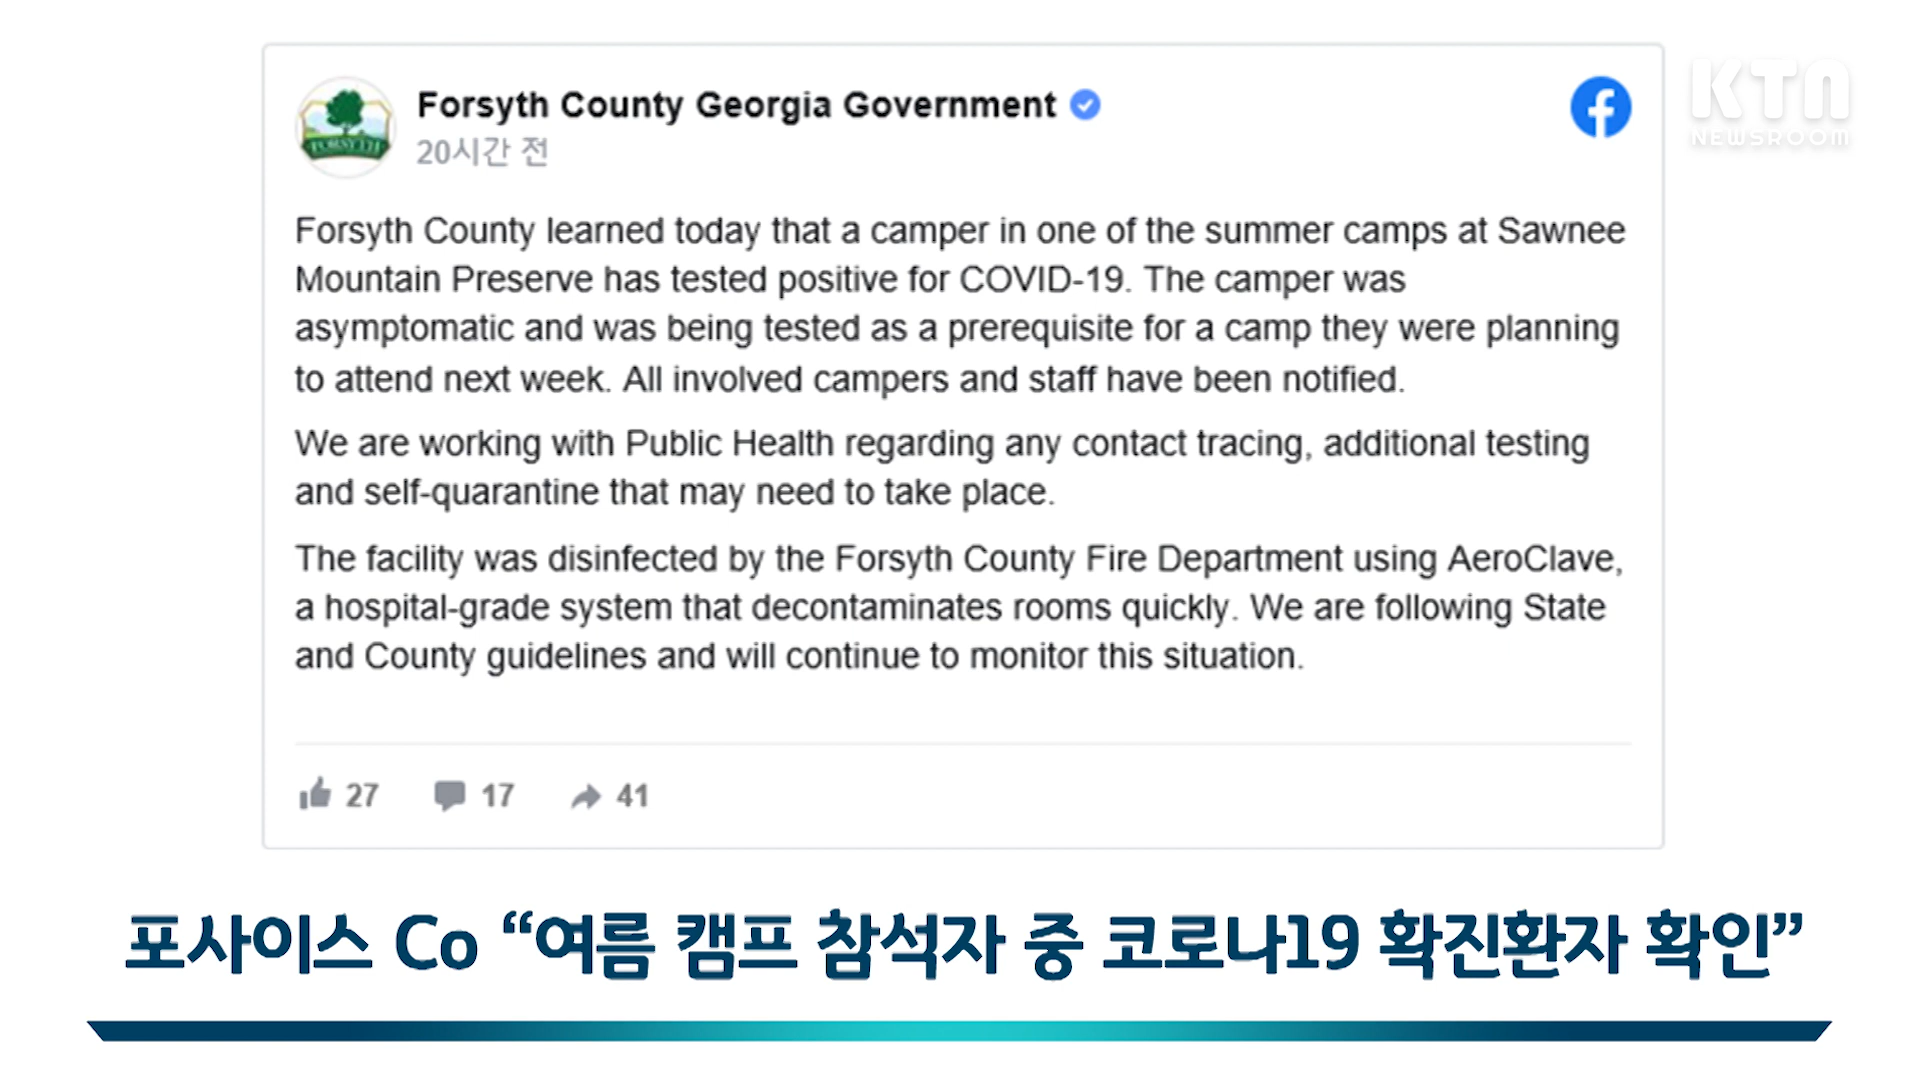 Forsyth County Georgia Government
20시간 전
KTN
NEWSROOM
FORSYTH
Forsyth County learned today that a camper in one of the summer camps at Sawnee
Mountain Preserve has tested positive for COVID-19. The camper was
asymptomatic and was being tested as a prerequisite for a camp they were planning
to attend next week. All involved campers and staff have been notified.
We are working with Public Health regarding any contact tracing, additional testing
and self-quarantine that may need to take place.
The facility was disinfected by the Forsyth County Fire Department using AeroClave,
a hospital-grade system that decontaminates rooms quickly. We are following State
and County guidelines and will continue to monitor this situation.
27 17 41
포사이스 Co “여름 캠프 참석자 중 코로나19 확진환자 확인”